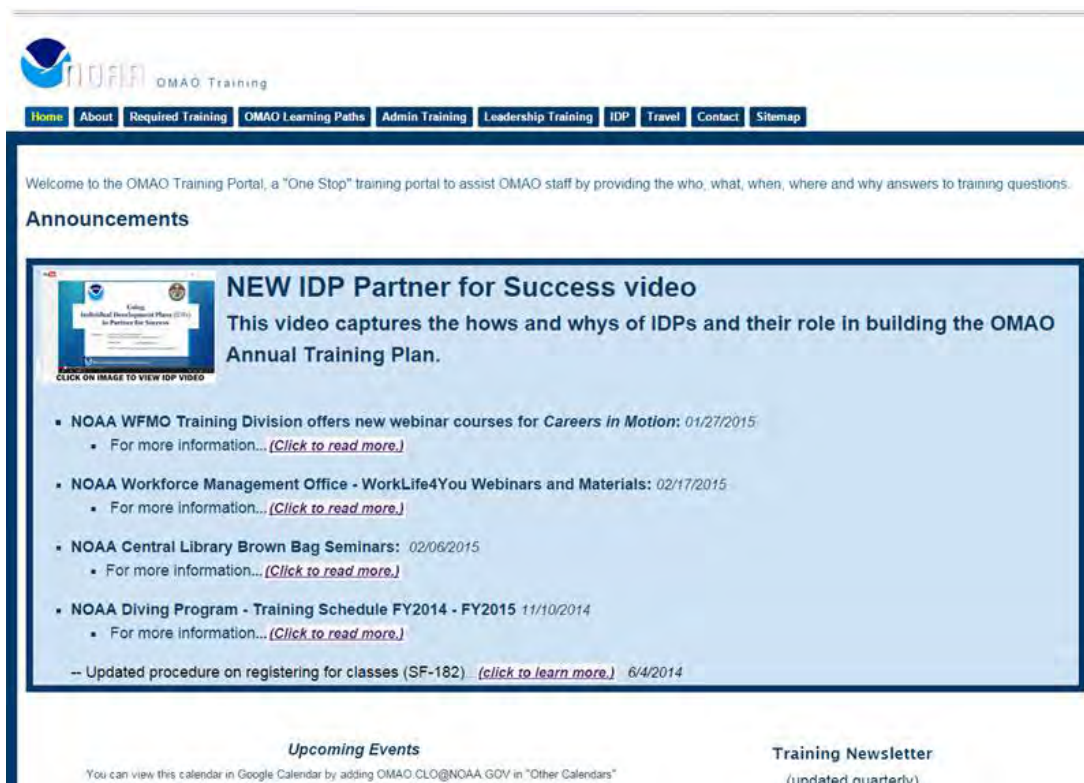 NOAA OMAO Training
Home About Required Training OMAO Learning Paths Admin Training Leadership Training IDP Travel Contact Sitemap
Welcome to the OMAO Training Portal, a "One Stop" training portal to assist OMAO staff by providing the who, what, when, where and why answers to training questions.
Announcements
Using
Individual Development Plans (IDPs)
to Partner for Success
CLICK ON IMAGE TO VIEW IDP VIDEO
NEW IDP Partner for Success video
This video captures the hows and whys of IDPs and their role in building the OMAO
Annual Training Plan.
▪ NOAA WFMO Training Division offers new webinar courses for Careers in Motion: 01/27/2015
▪ For more information... (Click to read more.)
▪ NOAA Workforce Management Office - WorkLife4You Webinars and Materials: 02/17/2015
▪ For more information... (Click to read more.)
▪ NOAA Central Library Brown Bag Seminars: 02/06/2015
▪ For more information... (Click to read more.)
▪ NOAA Diving Program - Training Schedule FY2014 - FY2015 11/10/2014
▪ For more information... (Click to read more.)
-- Updated procedure on registering for classes (SF-182) (click to learn more.) 6/4/2014
Upcoming Events
You can view this calendar in Google Calendar by adding OMAO.CLO@NOAA.GOV in "Other Calendars"
Training Newsletter
(updated quarterly)